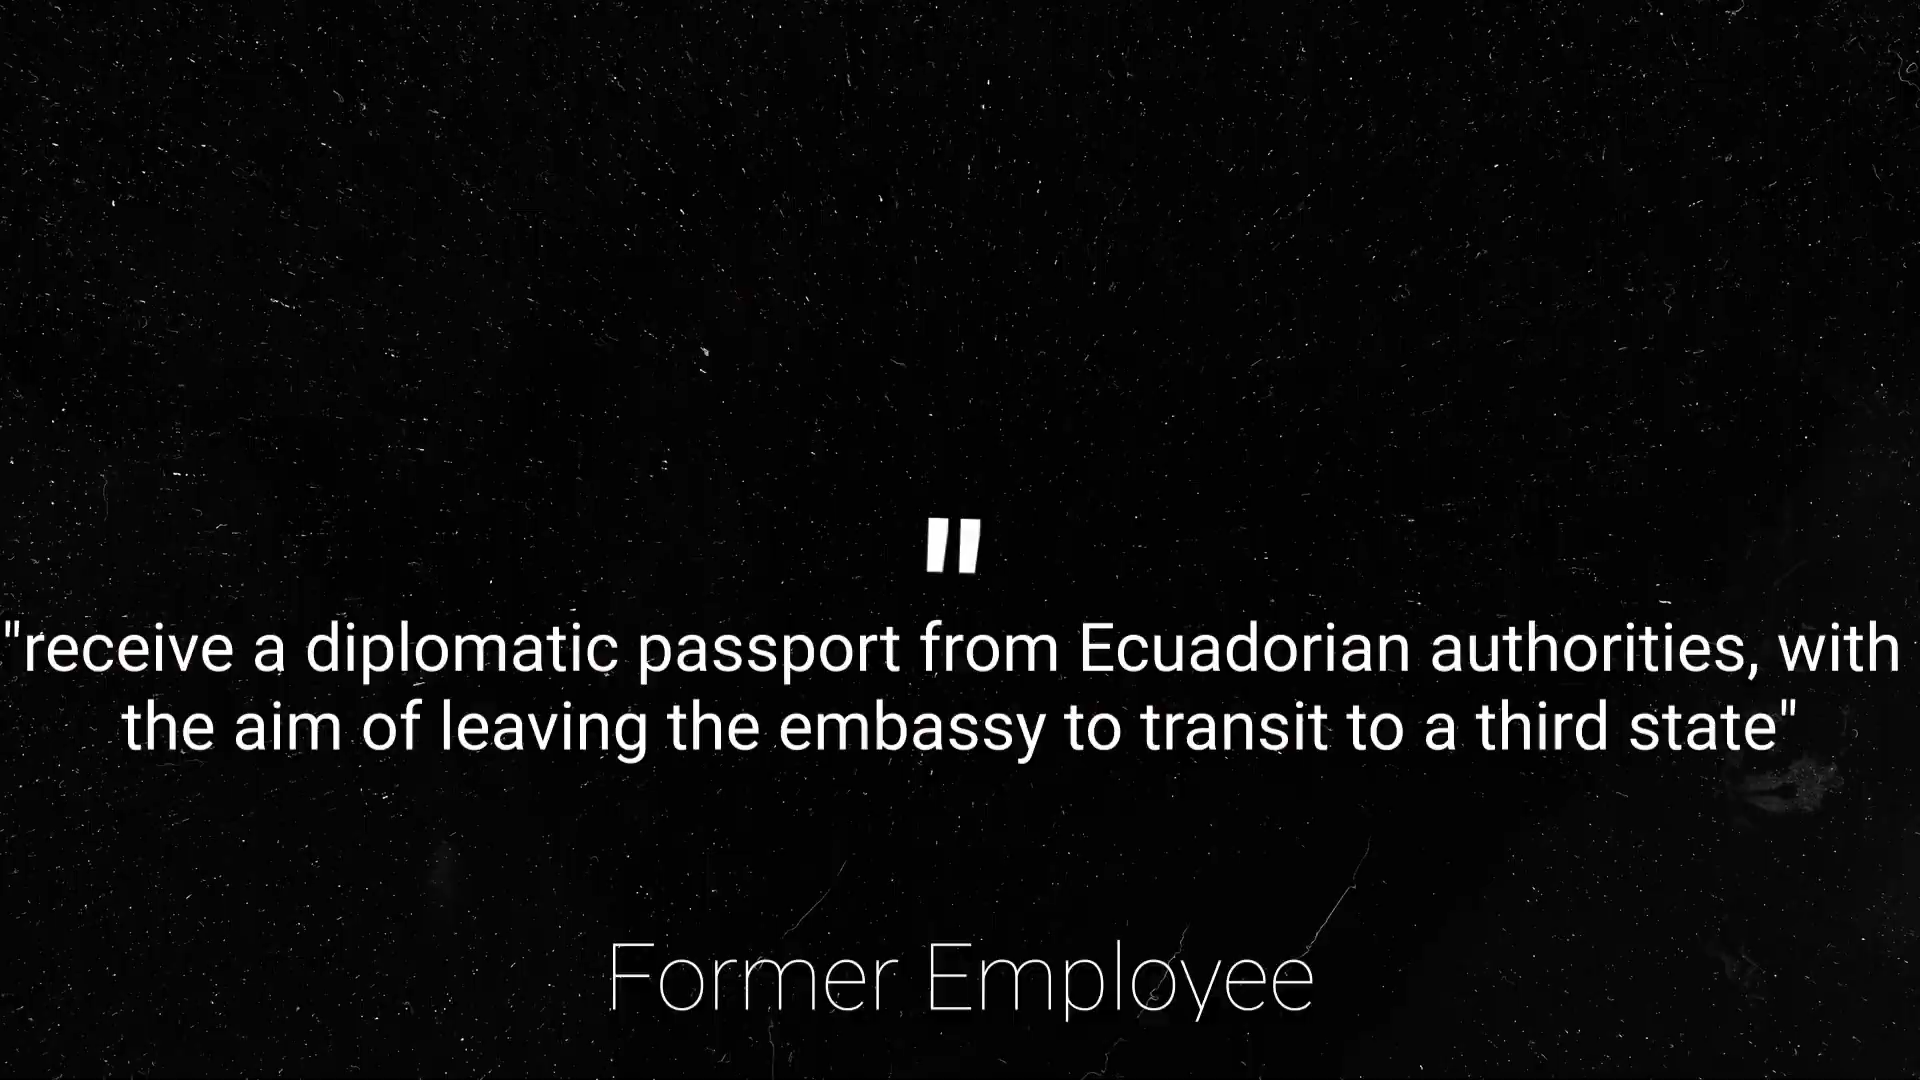 "
"receive a diplomatic passport from Ecuadorian authorities, with
the aim of leaving the embassy to transit to a third state"
Former Employee